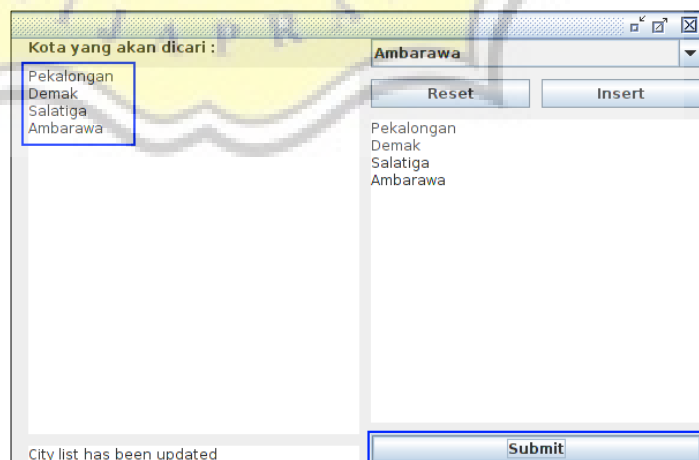 Kota yang akan dicari :
Pekalongan
Demak
Salatiga
Ambarawa
City list has been updated
Ambarawa
Reset Insert
Pekalongan
Demak
Salatiga
Ambarawa
Submit